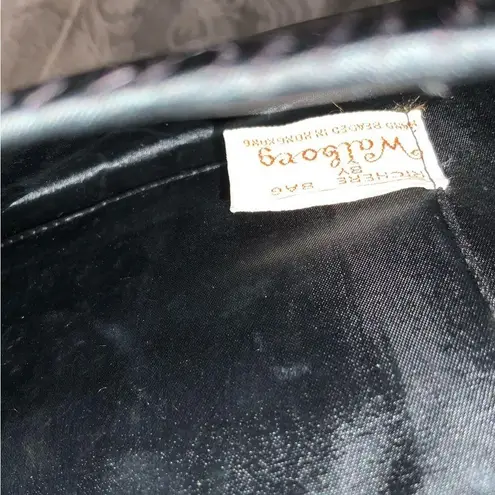 RICHERE BAG
BY
Walborg
HAND BEADED IN HONG KONG